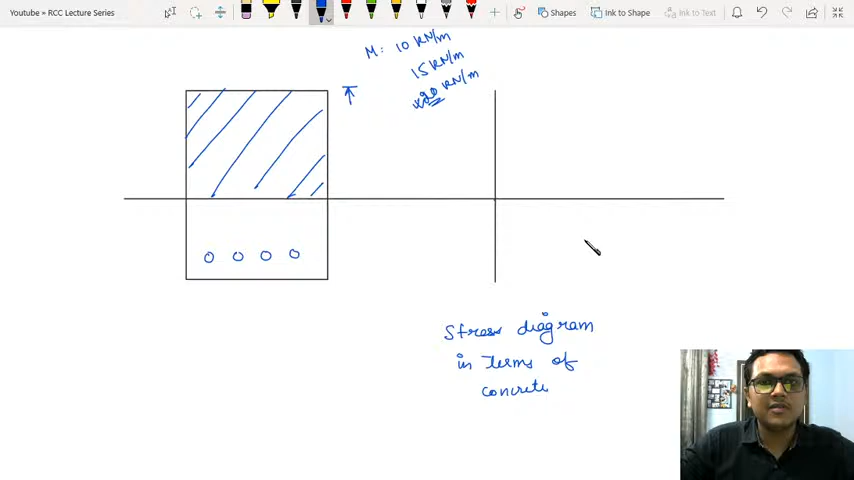 Youtube » RCC Lecture Series
Shapes
Ink to Shape
Ink to Text
M: 10 KN/m
15 KN/m
20 KN/m
Stress diagram
in terms of
concrete